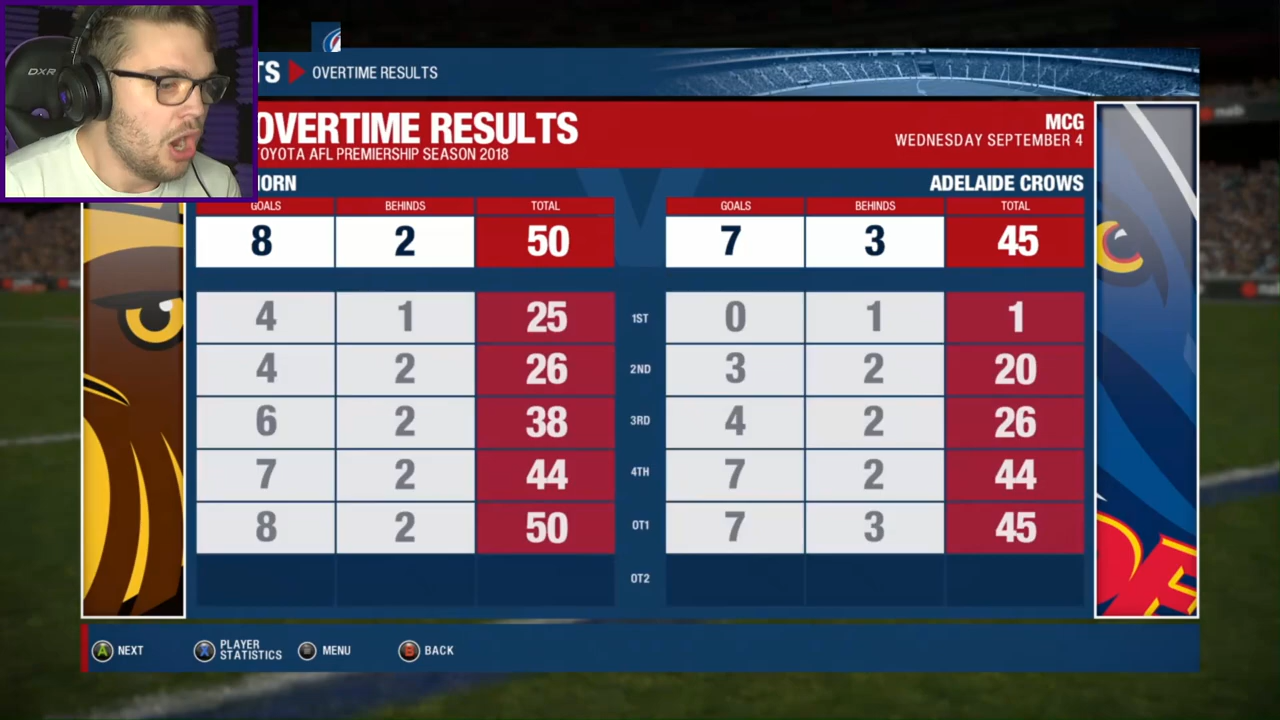 DXR
TS OVERTIME RESULTS
OVERTIME RESULTS
TOYOTA AFL PREMIERSHIP SEASON 2018
MCG
WEDNESDAY SEPTEMBER 4
HORN
ADELAIDE CROWS
GOALS BEHINDS TOTAL GOALS BEHINDS TOTAL
8 2 50 7 3 45
4 1 25 1ST 0 1 1
4 2 26 2ND 3 2 20
6 2 38 3RD 4 2 26
7 2 44 4TH 7 2 44
8 2 50 OT1 7 3 45
OT2
A NEXT
X PLAYER
STATISTICS
MENU
B BACK
nab